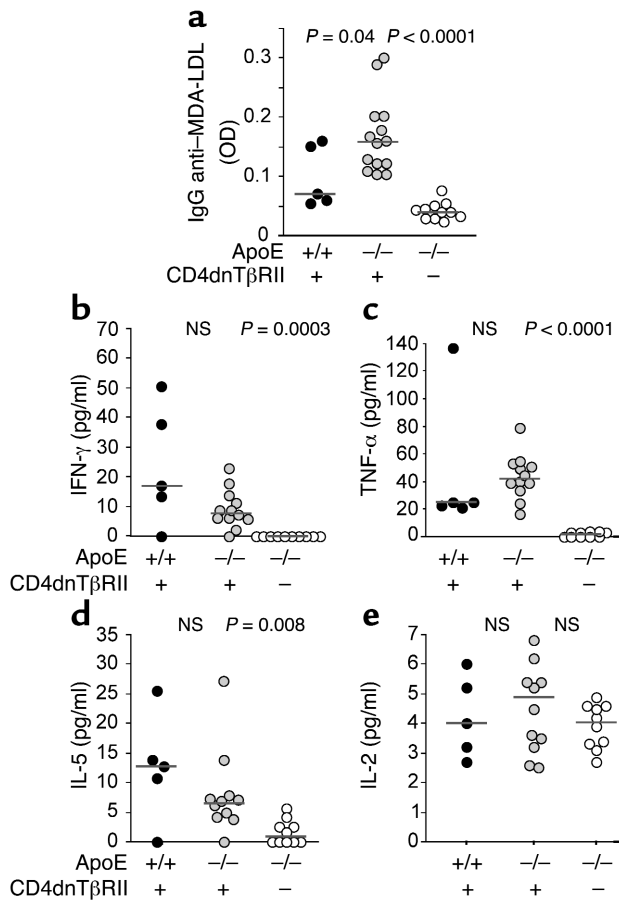 a
P = 0.04 P < 0.0001
IgG anti–MDA-LDL
(OD)
0.3
0.2
0.1
0
ApoE +/+ –/– –/–
CD4dnTβRII + + –
b
NS P = 0.0003
IFN-γ (pg/ml)
70
60
50
40
30
20
10
0
ApoE +/+ –/– –/–
CD4dnTβRII + + –
c
NS P < 0.0001
TNF-α (pg/ml)
140
120
100
80
60
40
20
0
+/+ –/– –/–
+ + –
d
NS P = 0.008
IL-5 (pg/ml)
35
30
25
20
15
10
5
0
ApoE +/+ –/– –/–
CD4dnTβRII + + –
e
NS NS
IL-2 (pg/ml)
7
6
5
4
3
2
1
0
+/+ –/– –/–
+ + –